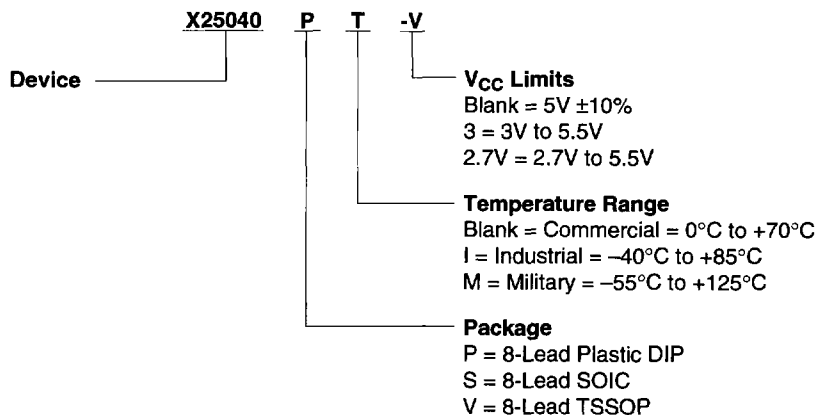 X25040 P T -V
Device
VCC Limits
Blank = 5V ±10%
3 = 3V to 5.5V
2.7V = 2.7V to 5.5V
Temperature Range
Blank = Commercial = 0°C to +70°C
I = Industrial = –40°C to +85°C
M = Military = –55°C to +125°C
Package
P = 8-Lead Plastic DIP
S = 8-Lead SOIC
V = 8-Lead TSSOP